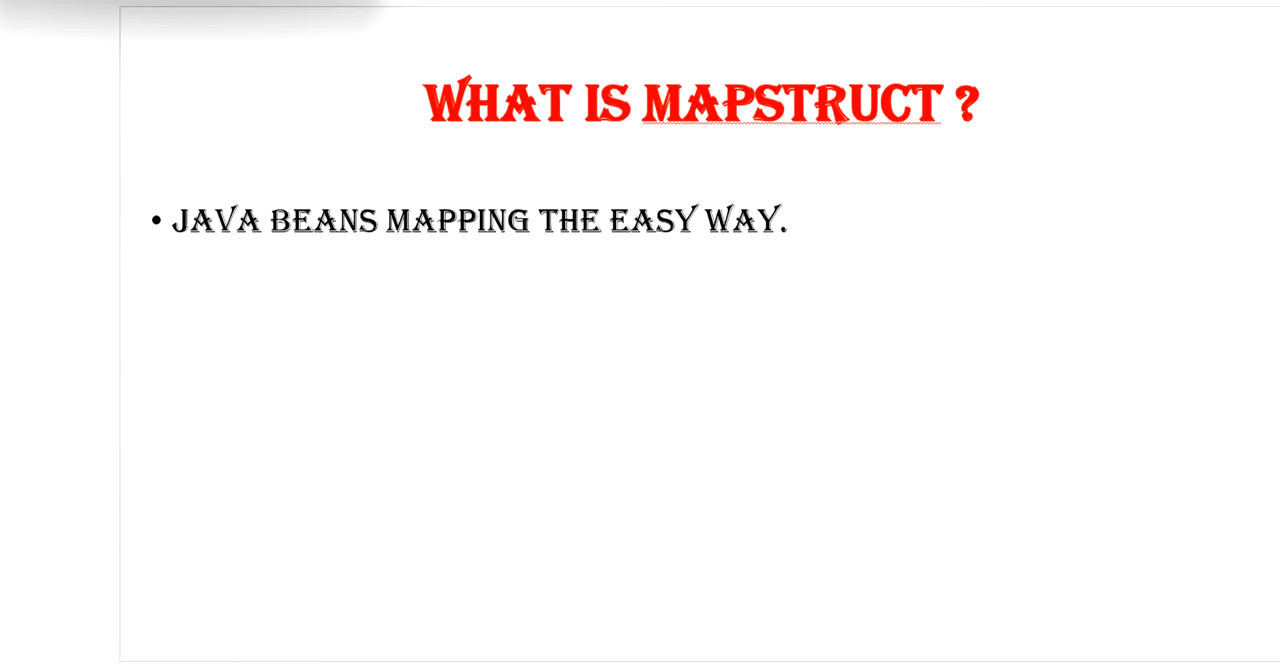 WHAT IS MAPSTRUCT ?
• JAVA BEANS MAPPING THE EASY WAY.